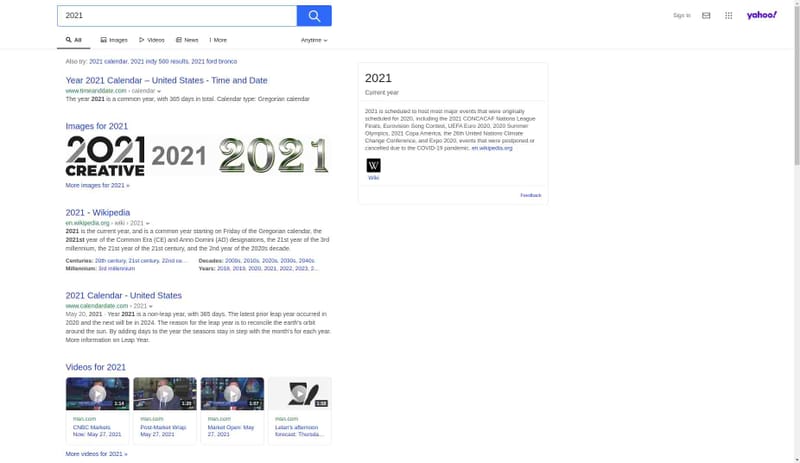 2021
Sign In
yahoo!
All
Images
Videos
News
More
Anytime
Also try: 2021 calendar, 2021 indy 500 results, 2021 ford bronco
Year 2021 Calendar – United States - Time and Date
www.timeanddate.com › calendar
The year 2021 is a common year, with 365 days in total. Calendar type: Gregorian calendar
Images for 2021
2021
CREATIVE
2021
2021
More images for 2021 »
2021 - Wikipedia
en.wikipedia.org › wiki › 2021
2021 is the current year, and is a common year starting on Friday of the Gregorian calendar, the
2021st year of the Common Era (CE) and Anno Domini (AD) designations, the 21st year of the 3rd
millennium, the 21st year of the 21st century, and the 2nd year of the 2020s decade.
Centuries: 20th century, 21st century, 22nd ce...
Decades: 2000s, 2010s, 2020s, 2030s, 2040s.
Millennium: 3rd millennium
Years: 2018, 2019, 2020, 2021, 2022, 2023, 2...
2021 Calendar - United States
www.calendardate.com › 2021
May 20, 2021 · Year 2021 is a non-leap year, with 365 days. The latest prior leap year occurred in
2020 and the next will be in 2024. The reason for the leap year is to reconcile the earth's orbit
around the sun. By adding days to the year the seasons stay in step with the month's for each year.
More information on Leap Year.
Videos for 2021
1:14
1:20
1:07
1:58
msn.com
CNBC Markets
Now: May 27, 2021
msn.com
Post-Market Wrap:
May 27, 2021
msn.com
Market Open: May
27, 2021
msn.com
Lelan's afternoon
forecast: Thursda...
More videos for 2021 »
2021
Current year
2021 is scheduled to host most major events that were originally
scheduled for 2020, including the 2021 CONCACAF Nations League
Finals, Eurovision Song Contest, UEFA Euro 2020, 2020 Summer
Olympics, 2021 Copa América, the 26th United Nations Climate
Change Conference, and Expo 2020, events that were postponed or
cancelled due to the COVID-19 pandemic. en.wikipedia.org
W
Wiki
Feedback